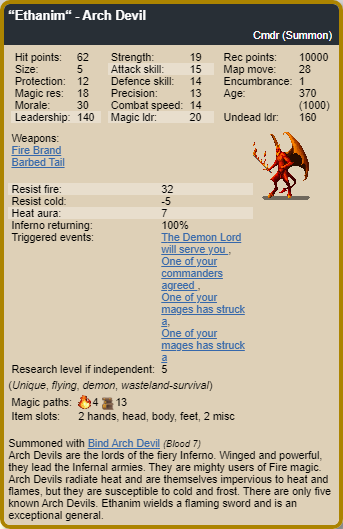 “Ethanim“ - Arch Devil
Cmdr (Summon)
Hit points: 62 Strength: 19 Rec points: 10000
Size: 5 Attack skill: 15 Map move: 28
Protection: 12 Defence skill: 14 Encumbrance: 1
Magic res: 18 Precision: 13 Age: 370
Morale: 30 Combat speed: 14 (1000)
Leadership: 140 Magic ldr: 20 Undead ldr: 160
Weapons:
Fire Brand
Barbed Tail
Resist fire: 32
Resist cold: -5
Heat aura: 7
Inferno returning: 100%
Triggered events: The Demon Lord
will serve you ,
One of your
commanders
agreed ,
One of your
mages has struck
a,
One of your
mages has struck
a
Research level if independent: 5
(Unique, flying, demon, wasteland-survival)
Magic paths: 4 13
Item slots: 2 hands, head, body, feet, 2 misc
Summoned with Bind Arch Devil (Blood 7)
Arch Devils are the lords of the fiery Inferno. Winged and powerful,
they lead the Infernal armies. They are mighty users of Fire magic.
Arch Devils radiate heat and are themselves impervious to heat and
flames, but they are susceptible to cold and frost. There are only five
known Arch Devils. Ethanim wields a flaming sword and is an
exceptional general.